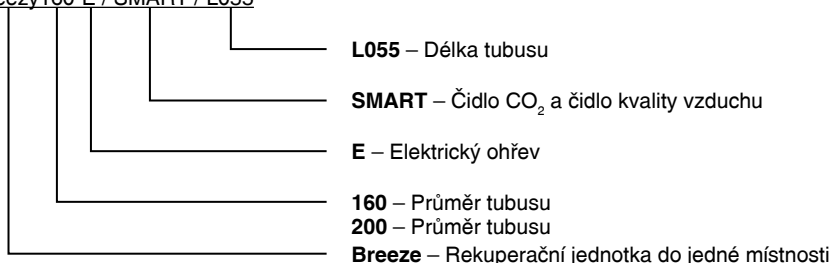 L055 – Délka tubusu
SMART – Čidlo CO₂ a čidlo kvality vzduchu
E – Elektrický ohřev
160 – Průměr tubusu
200 – Průměr tubusu
Breeze – Rekuperační jednotka do jedné místnosti